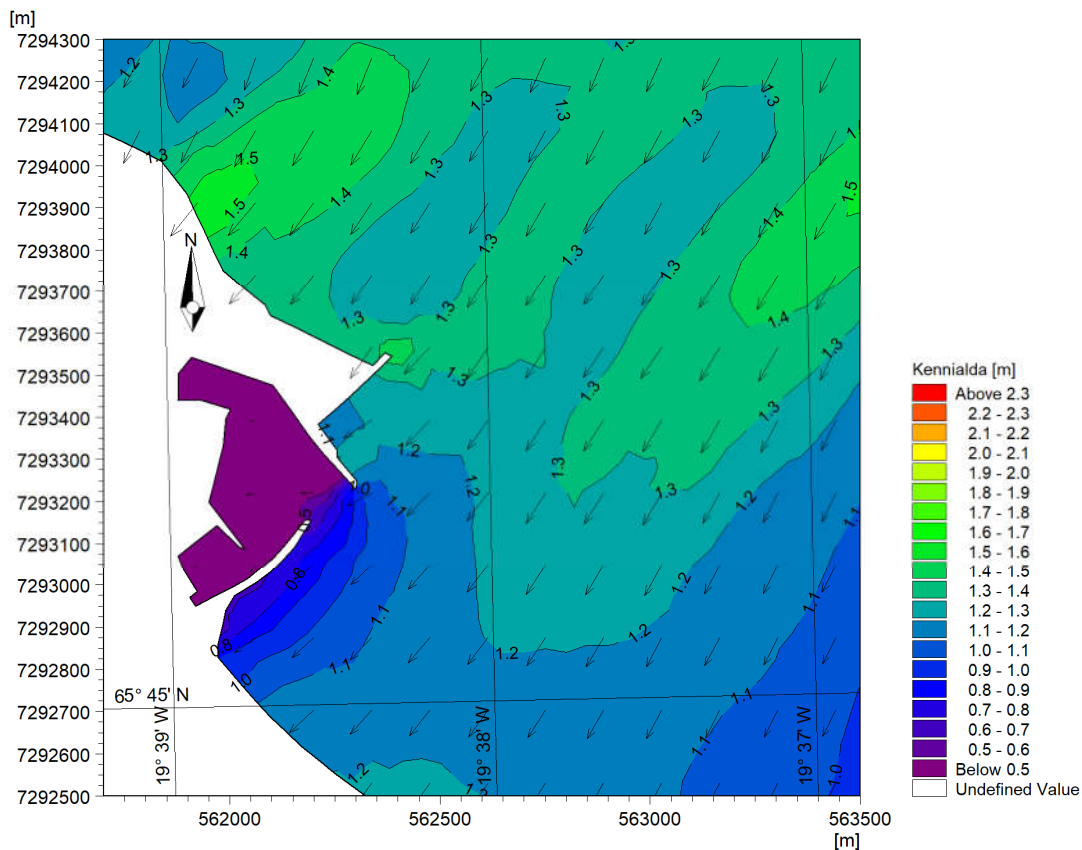 [m]
7294300
7294200
7294100
7294000
7293900
7293800
7293700
7293600
7293500
7293400
7293300
7293200
7293100
7293000
7292900
7292800
7292700
7292600
7292500
1.2
1.3
1.4
1.3
1.3
1.3
1.3
1.3
1.3
1.5
1.3
1.5
1.4
1.5
1.4
1.4
1.3
1.3
1.3
N
1.3
1.3
1.4
1.3
1.3
1.3
1.3
1.2
1.3
1.3
1.2
1.1
1.2
1.1
0.8
1.2
1.1
1.1
1.2
0.8
1.2
1.1
1.0
1.1
65° 45' N
19° 39' W
19° 38' W
19° 37' W
1.1
1.2
1.0
562000
562500
563000
563500
[m]
Kennialda [m]
Above 2.3
2.2 - 2.3
2.1 - 2.2
2.0 - 2.1
1.9 - 2.0
1.8 - 1.9
1.7 - 1.8
1.6 - 1.7
1.5 - 1.6
1.4 - 1.5
1.3 - 1.4
1.2 - 1.3
1.1 - 1.2
1.0 - 1.1
0.9 - 1.0
0.8 - 0.9
0.7 - 0.8
0.6 - 0.7
0.5 - 0.6
Below 0.5
Undefined Value